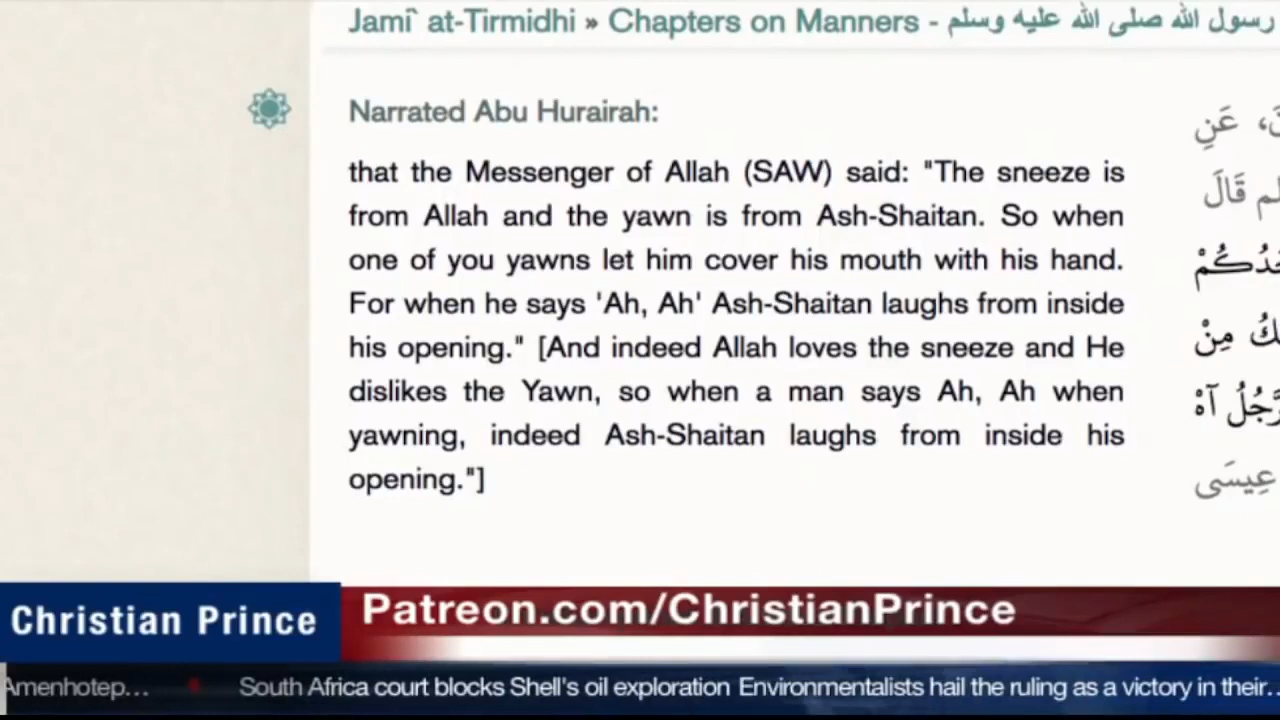 Jami` at-Tirmidhi » Chapters on Manners - رسول الله صلى الله عليه وسلم
Narrated Abu Hurairah:
that the Messenger of Allah (SAW) said: "The sneeze is
from Allah and the yawn is from Ash-Shaitan. So when
one of you yawns let him cover his mouth with his hand.
For when he says 'Ah, Ah' Ash-Shaitan laughs from inside
his opening." [And indeed Allah loves the sneeze and He
dislikes the Yawn, so when a man says Ah, Ah when
yawning, indeed Ash-Shaitan laughs from inside his
opening."]
عَنِ
قَالَ
مِنْ
آهْ
عِيسَى
Christian Prince
Patreon.com/ChristianPrince
Amenhotep... South Africa court blocks Shell's oil exploration Environmentalists hail the ruling as a victory in their..